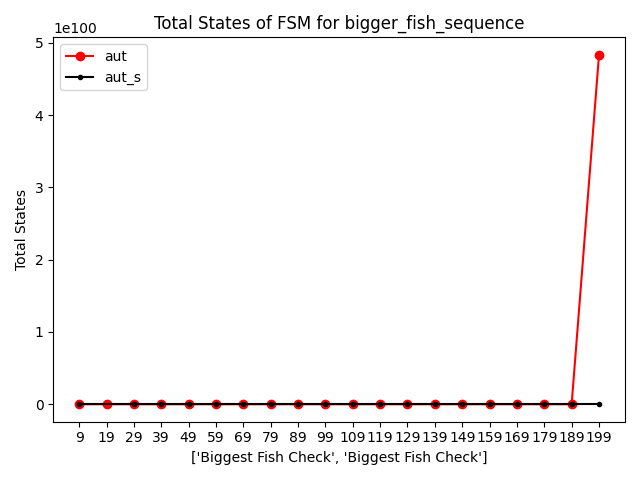 Total States of FSM for bigger_fish_sequence
1e100
aut
aut_s
5
4
3
2
1
0
Total States
9 19 29 39 49 59 69 79 89 99 109 119 129 139 149 159 169 179 189 199
['Biggest Fish Check', 'Biggest Fish Check']